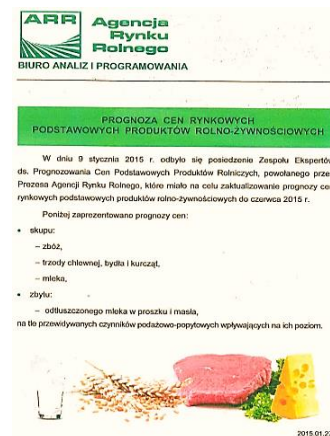 ARR
Agencja
Rynku
Rolnego
BIURO ANALIZ I PROGRAMOWANIA
PROGNOZA CEN RYNKOWYCH
PODSTAWOWYCH PRODUKTÓW ROLNO-ŻYWNOŚCIOWYCH
W dniu 9 stycznia 2015 r. odbyło się posiedzenie Zespołu Ekspertów
ds. Prognozowania Cen Podstawowych Produktów Rolniczych, powołanego prze
Prezesa Agencji Rynku Rolnego, które miało na celu zaktualizowanie prognozy ce
rynkowych podstawowych produktów rolno-żywnościowych do czerwca 2015 r.
Poniżej zaprezentowano prognozy cen:
• skupu:
– zbóż,
– trzody chlewnej, bydła i kurcząt,
– mleka,
• zbytu:
– odtłuszczonego mleka w proszku i masła,
na tle przewidywanych czynników podażowo-popytowych wpływających na ich poziom.
2015.01.2